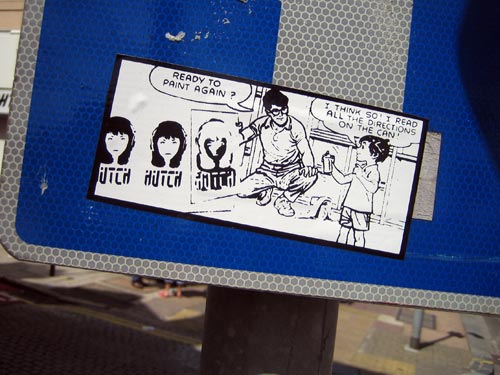 READY TO
PAINT AGAIN?
I THINK SO! I READ
ALL THE DIRECTIONS
ON THE CAN'
HUTCH HUTCH HUTCH